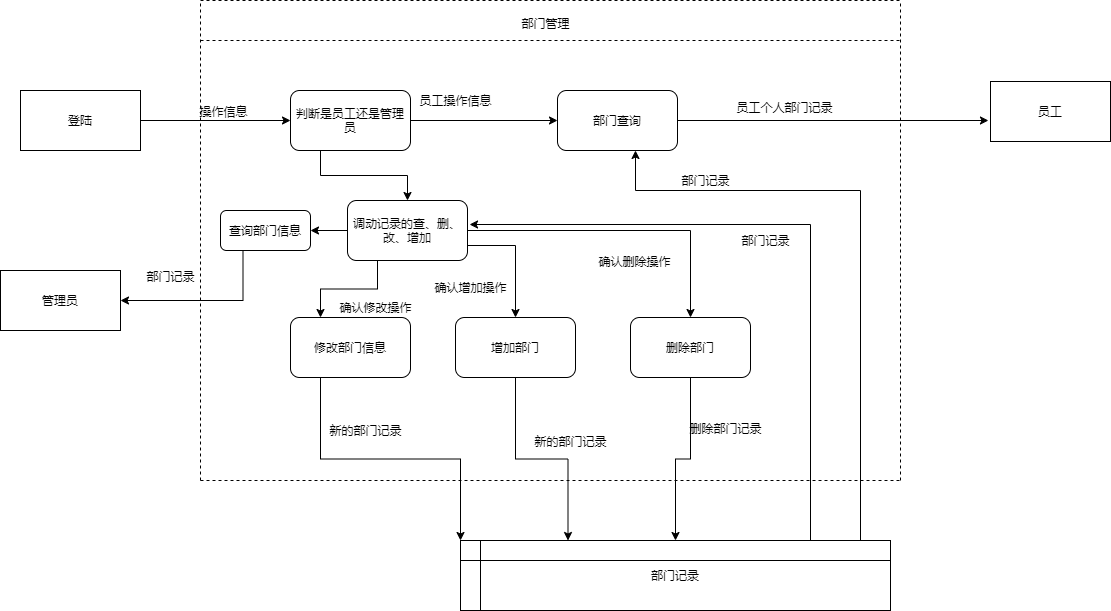 部门管理
登陆
操作信息
判断是员工还是管理
员
员工操作信息
部门查询
员工个人部门记录
员工
部门记录
查询部门信息
调动记录的查、删、
改、增加
部门记录
部门记录
管理员
确认删除操作
确认增加操作
确认修改操作
修改部门信息
增加部门
删除部门
新的部门记录
新的部门记录
删除部门记录
部门记录